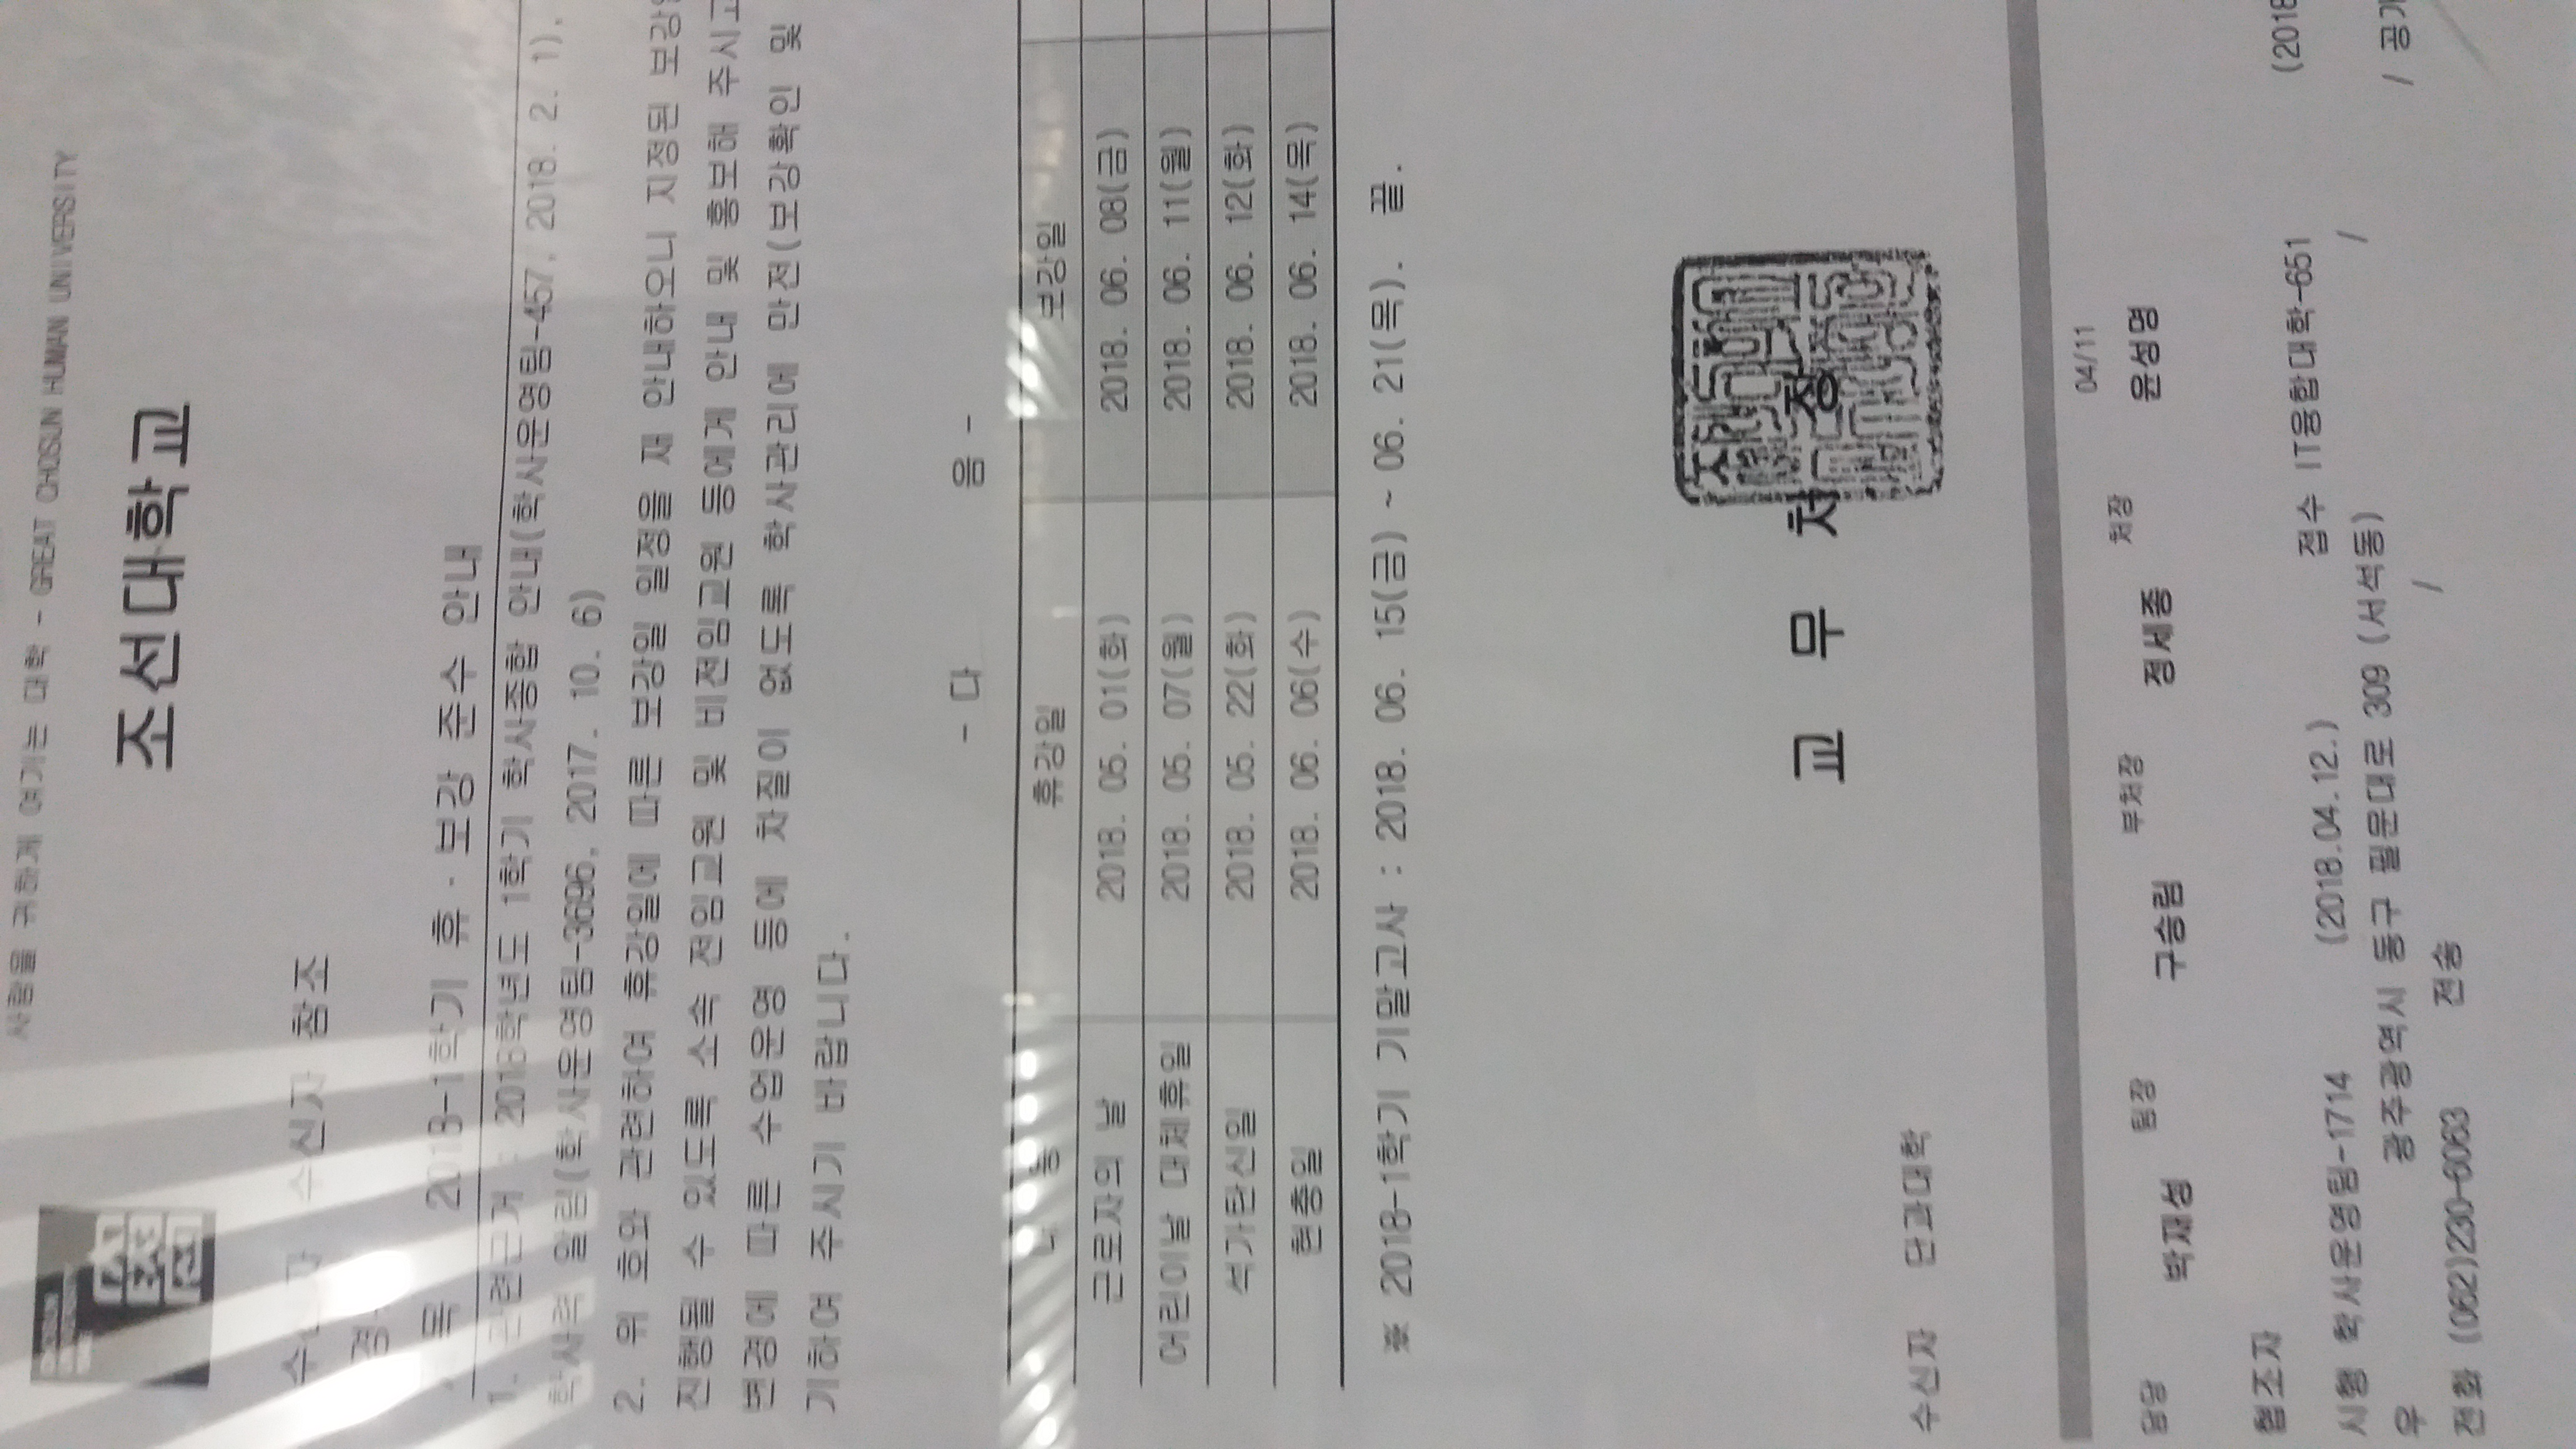 사람을 귀하게 여기는 대학 - GREAT CHOSUN HUMAN UNIVERSITY
조선대학교
수신자 수신자 참조
경
제목 2018-1학기 휴·보강 준수 안내
1. 관련근거 : 2018학년도 1학기 학사종합 안내(학사운영팀-457, 2018. 2. 1),
학사력 알림(학사운영팀-3696, 2017. 10. 6)
2. 위 호와 관련하여 휴강일에 따른 보강일 일정을 재 안내하오니 지정된 보강
진행될 수 있도록 소속 전임교원 및 비전임교원 등에게 안내 및 홍보해 주시고
변경에 따른 수업운영 등에 차질이 없도록 학사관리에 만전(보강확인 및
기하여 주시기 바랍니다.
- 다 음 -
내 용 휴강일 보강일
근로자의 날 2018. 05. 01(화) 2018. 06. 08(금)
어린이날 대체휴일 2018. 05. 07(월) 2018. 06. 11(월)
석가탄신일 2018. 05. 22(화) 2018. 06. 12(화)
현충일 2018. 06. 06(수) 2018. 06. 14(목)
※ 2018-1학기 기말고사 : 2018. 06. 15(금) ~ 06. 21(목). 끝.
교 무 처 장
수신자 단과대학
04/11
담당 박재성 팀장 구승림 부처장 정세종 처장 윤성명
협조자
시행 학사운영팀-1714 (2018.04.12.) 접수 IT융합대학-651 (2018
우 광주광역시 동구 필문대로 309 (서석동) /
전화 (062)230-6063 전송 / / 공개